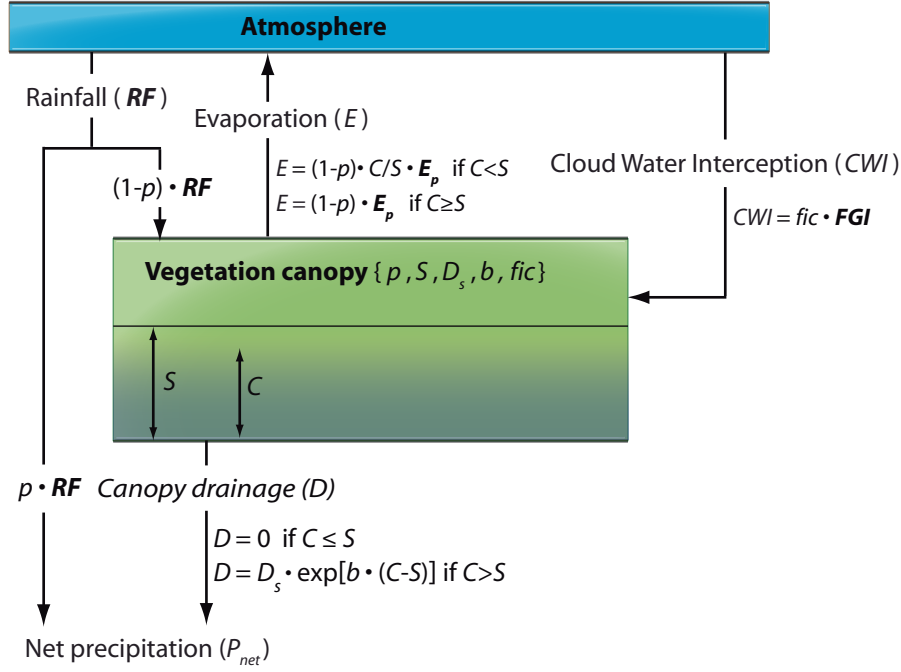 Atmosphere
Rainfall ( RF )
Evaporation ( E )
E = (1-p) • C/S • Eₚ if C<S
E = (1-p) • Eₚ if C≥S
(1-p) • RF
Cloud Water Interception ( CWI )
CWI = fic • FGI
Vegetation canopy { p , S , Dₛ , b , fic }
S
C
p • RF
Canopy drainage (D)
D = 0 if C ≤ S
D = Dₛ • exp[b • (C-S)] if C>S
Net precipitation (Pₙₑₜ)